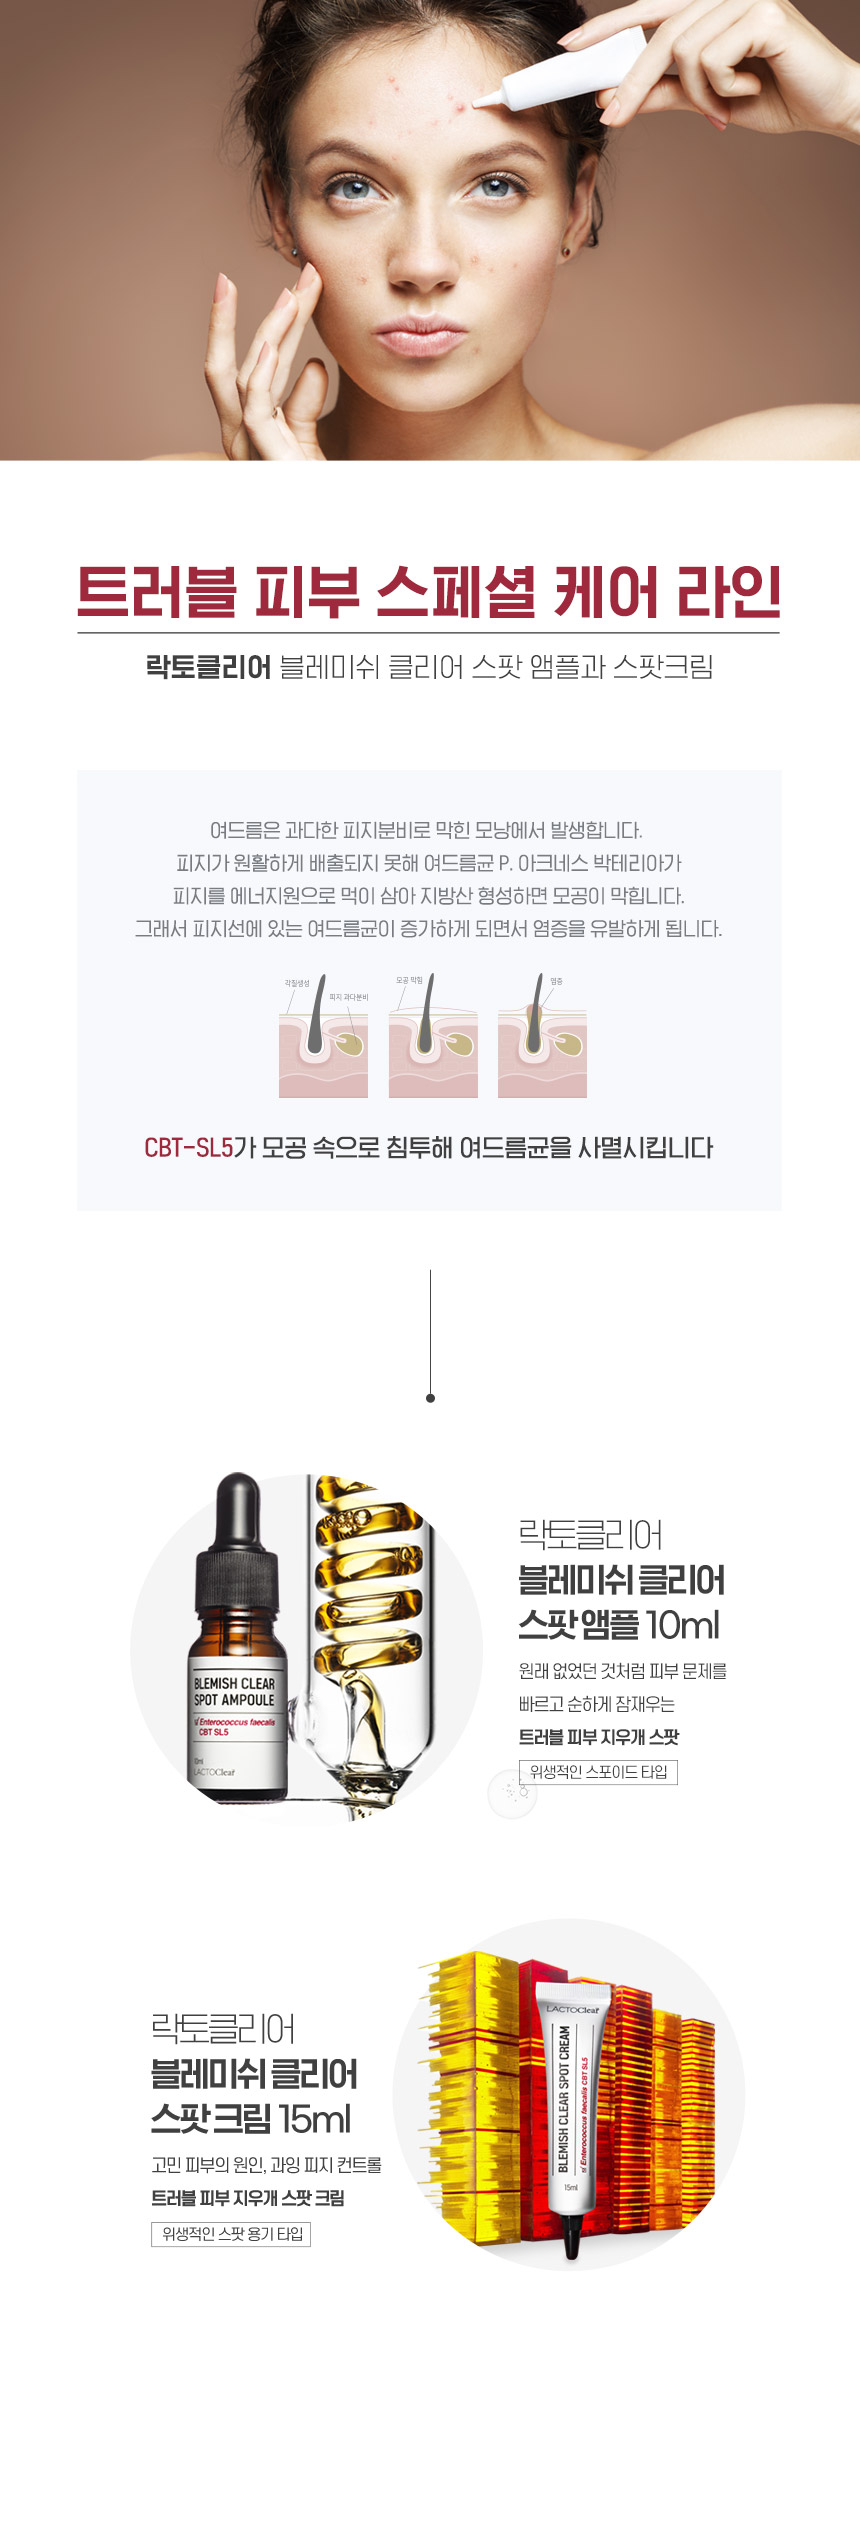 트러블 피부 스페셜 케어 라인
락토클리어 블레미쉬 클리어 스팟 앰플과 스팟크림
여드름은 과다한 피지분비로 막힌 모낭에서 발생합니다.
피지가 원활하게 배출되지 못해 여드름균 P. 아크네스 박테리아가
피지를 에너지원으로 먹이 삼아 지방산 형성하면 모공이 막힙니다.
그래서 피지선에 있는 여드름균이 증가하게 되면서 염증을 유발하게 됩니다.
각질생성
피지 과다분비
모공 막힘
염증
CBT-SL5가 모공 속으로 침투해 여드름균을 사멸시킵니다
BLEMISH CLEAR
SPOT AMPOULE
Enterococcus faecalis
CBT SL5
10ml
LACTOClear
락토클리어
블레미쉬 클리어
스팟 앰플 10ml
원래 없었던 것처럼 피부 문제를
빠르고 순하게 잠재우는
트러블 피부 지우개 스팟
위생적인 스포이드 타입
락토클리어
블레미쉬 클리어
스팟 크림 15ml
고민 피부의 원인, 과잉 피지 컨트롤
트러블 피부 지우개 스팟 크림
위생적인 스팟 용기 타입
LACTOClear
BLEMISH CLEAR SPOT CREAM
Enterococcus faecalis CBT SL5
15ml